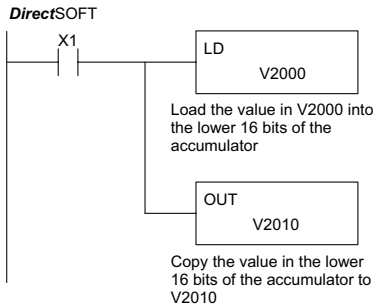 DirectSOFT
X1
LD
V2000
Load the value in V2000 into
the lower 16 bits of the
accumulator
OUT
V2010
Copy the value in the lower
16 bits of the accumulator to
V2010